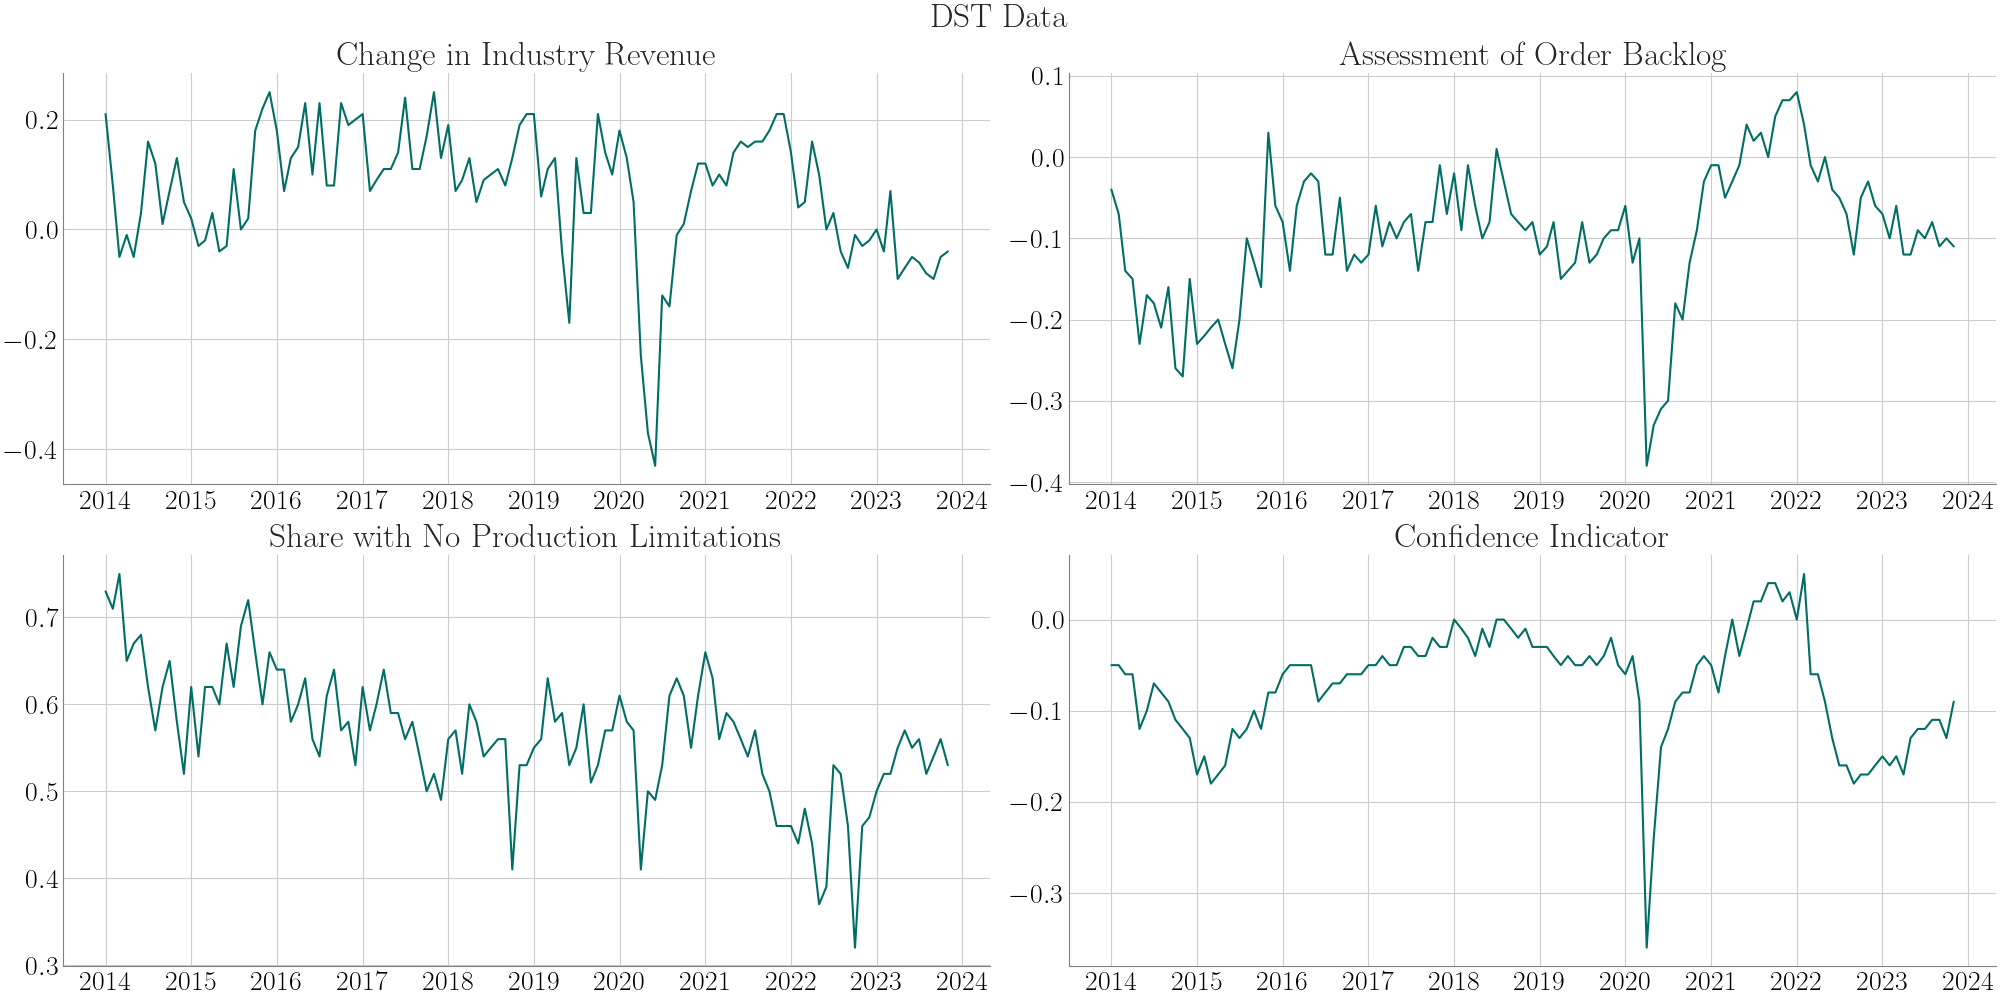 DST Data
Change in Industry Revenue
0.2
0.0
−0.2
−0.4
2014 2015 2016 2017 2018 2019 2020 2021 2022 2023 2024
Assessment of Order Backlog
0.1
0.0
−0.1
−0.2
−0.3
−0.4
2014 2015 2016 2017 2018 2019 2020 2021 2022 2023 2024
Share with No Production Limitations
0.7
0.6
0.5
0.4
0.3
2014 2015 2016 2017 2018 2019 2020 2021 2022 2023 2024
Confidence Indicator
0.0
−0.1
−0.2
−0.3
2014 2015 2016 2017 2018 2019 2020 2021 2022 2023 2024